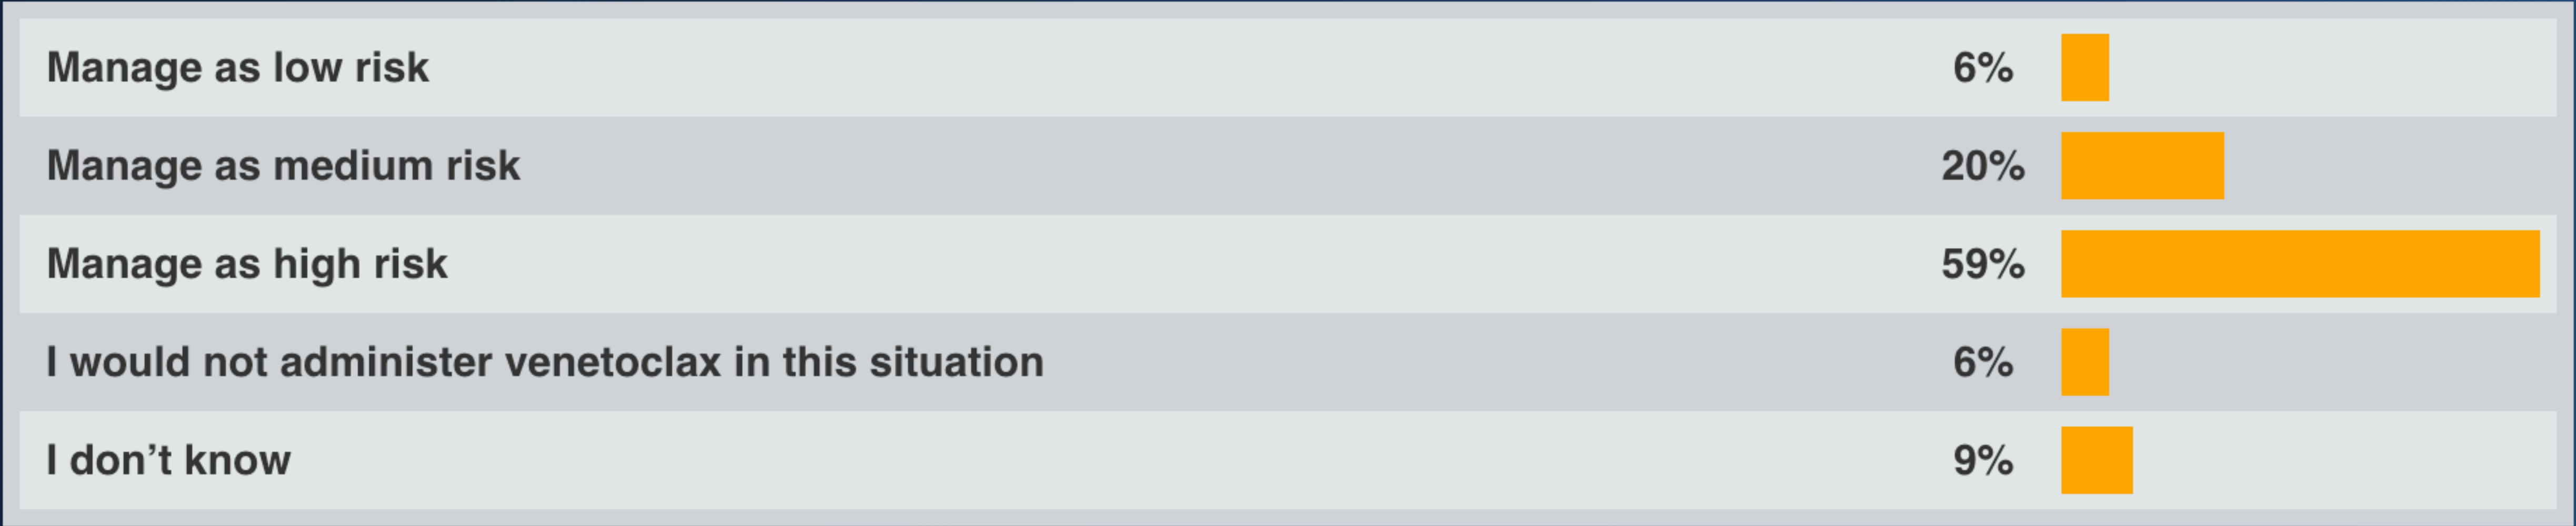 Manage as low risk 6%
Manage as medium risk 20%
Manage as high risk 59%
I would not administer venetoclax in this situation 6%
I don’t know 9%